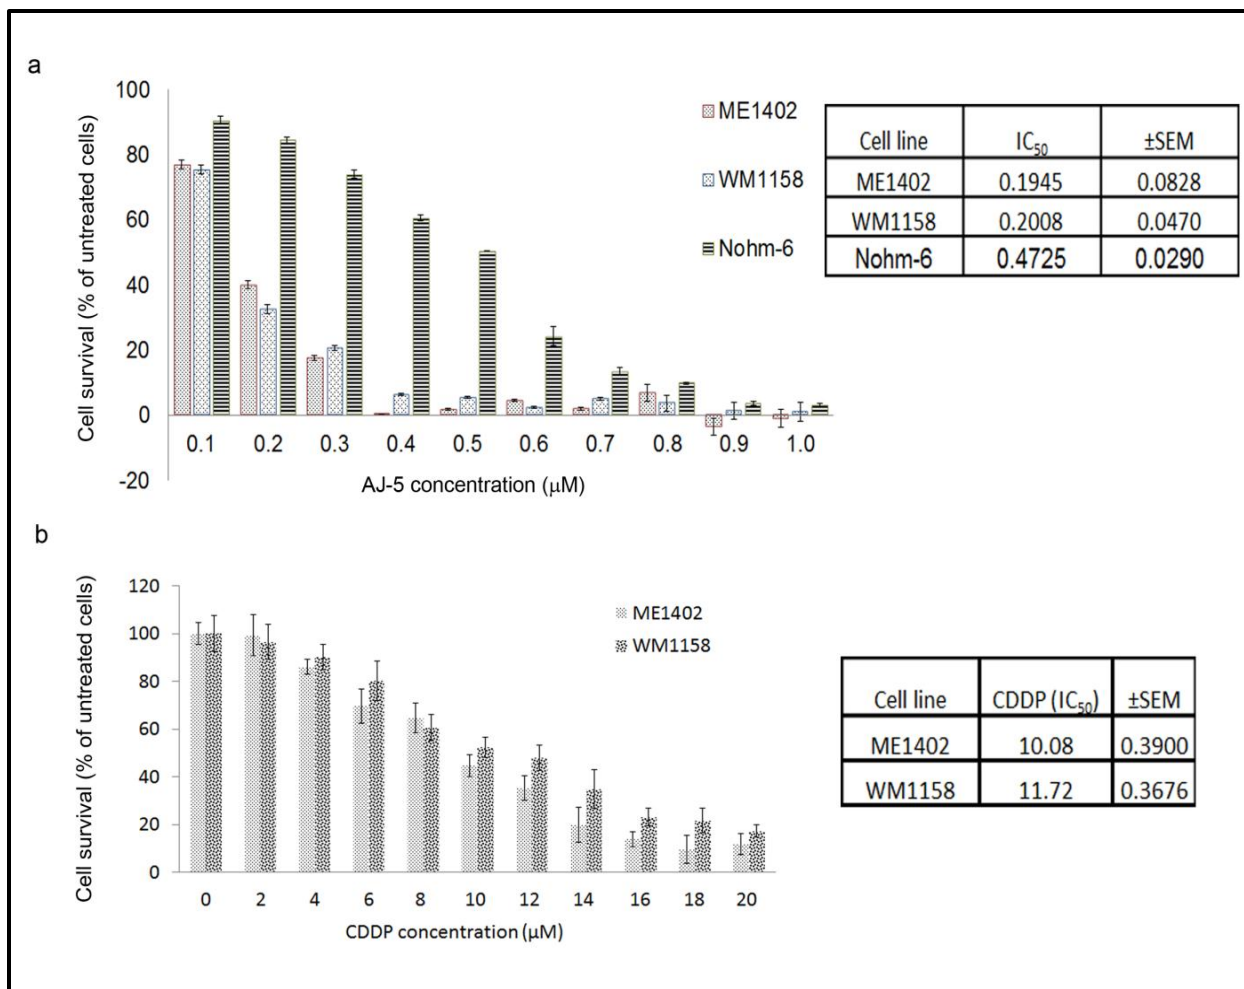 a
Cell survival (% of untreated cells)
100
80
60
40
20
0
-20
0.1 0.2 0.3 0.4 0.5 0.6 0.7 0.8 0.9 1.0
AJ-5 concentration (µM)
ME1402
WM1158
Nohm-6
Cell line IC₅₀ ±SEM
ME1402 0.1945 0.0828
WM1158 0.2008 0.0470
Nohm-6 0.4725 0.0290
b
Cell survival (% of untreated cells)
120
100
80
60
40
20
0
0 2 4 6 8 10 12 14 16 18 20
CDDP concentration (µM)
ME1402
WM1158
Cell line CDDP (IC₅₀) ±SEM
ME1402 10.08 0.3900
WM1158 11.72 0.3676